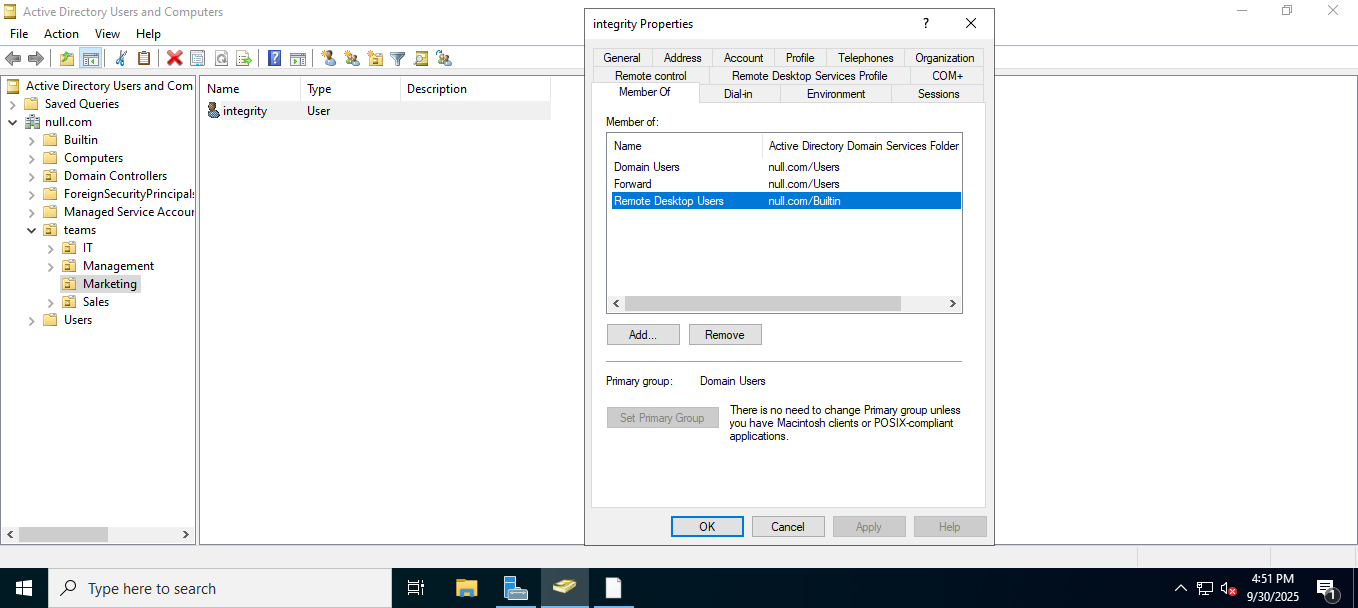 Active Directory Users and Computers
File Action View Help
Active Directory Users and Com
Saved Queries
null.com
Builtin
Computers
Domain Controllers
ForeignSecurityPrincipals
Managed Service Accour
teams
IT
Management
Marketing
Sales
Users
Name Type Description
integrity User
integrity Properties
?
General Address Account Profile Telephones Organization
Remote control Remote Desktop Services Profile COM+
Member Of Dial-in Environment Sessions
Member of:
Name Active Directory Domain Services Folder
Domain Users null.com/Users
Forward null.com/Users
Remote Desktop Users null.com/Builtin
Add... Remove
Primary group: Domain Users
Set Primary Group
There is no need to change Primary group unless
you have Macintosh clients or POSIX-compliant
applications.
OK Cancel Apply Help
Type here to search
4:51 PM
9/30/2025
1